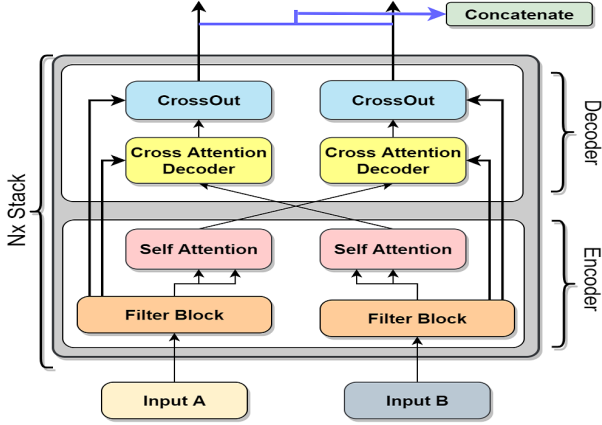 Concatenate
CrossOut
CrossOut
Cross Attention
Decoder
Cross Attention
Decoder
Decoder
Nx Stack
Self Attention
Self Attention
Encoder
Filter Block
Filter Block
Input A
Input B